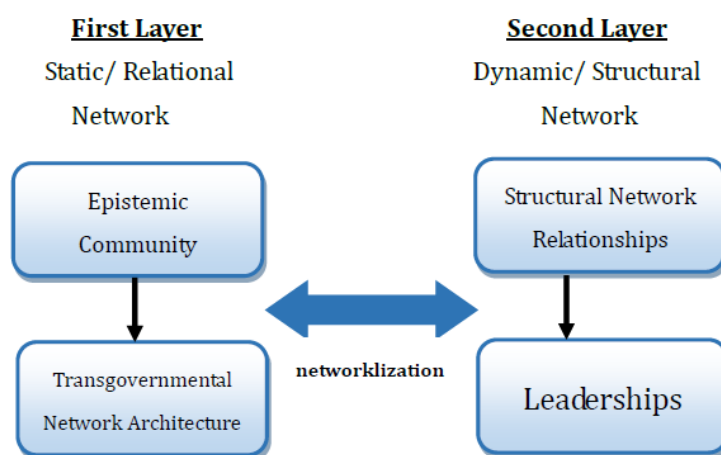 First Layer
Static/ Relational
Network
Epistemic
Community
Transgovernmental
Network Architecture
networklization
Second Layer
Dynamic/ Structural
Network
Structural Network
Relationships
Leaderships